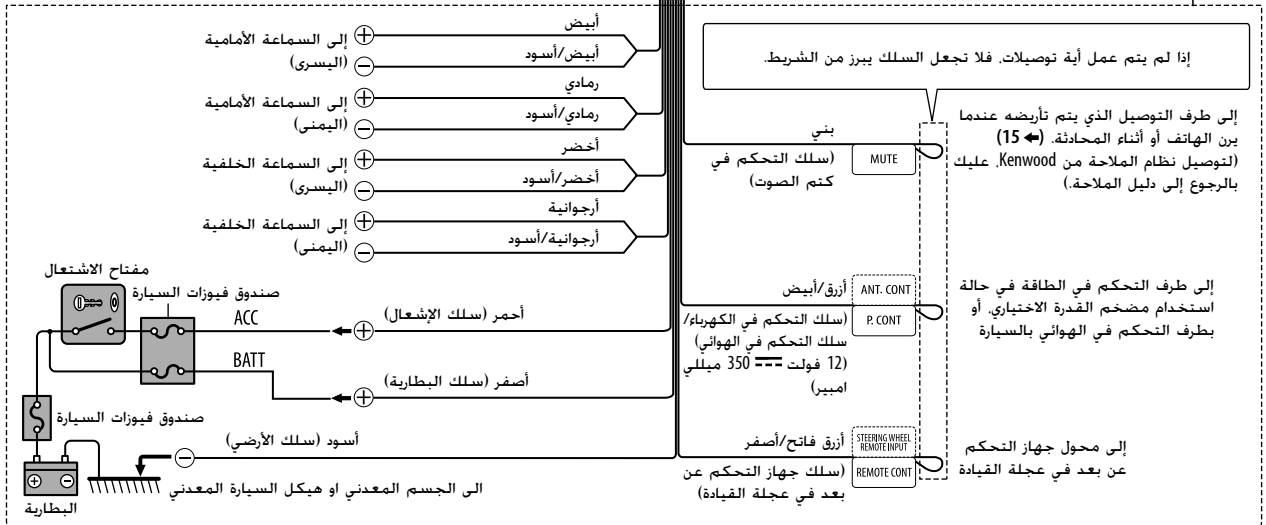 أبيض
إلى السماعة الأمامية
(اليسرى)
أبيض/أسود
رمادي
إلى السماعة الأمامية
(اليمنى)
رمادي/أسود
أخضر
إلى السماعة الخلفية
(اليسرى)
أخضر/أسود
أرجوانية
إلى السماعة الخلفية
(اليمنى)
أرجوانية/أسود
مفتاح الاشتعال
صندوق فيوزات السيارة
ACC
أحمر (سلك الإشعال)
BATT
أصفر (سلك البطارية)
صندوق فيوزات السيارة
أسود (سلك الأرضي)
الى الجسم المعدني او هيكل السيارة المعدني
البطارية
إذا لم يتم عمل أية توصيلات، فلا تجعل السلك يبرز من الشريط.
بني
MUTE
(سلك التحكم في
كتم الصوت)
إلى طرف التوصيل الذي يتم تأريضه عندما
يرن الهاتف أو أثناء المحادثة. (➜ 15)
(لتوصيل نظام الملاحة من Kenwood، عليك
بالرجوع إلى دليل الملاحة.)
أزرق/أبيض
ANT. CONT
P. CONT
(سلك التحكم في الكهرباء/
سلك التحكم في الهوائي)
(12 فولت ⎓ 350 ميللي
امبير)
إلى طرف التحكم في الطاقة في حالة
استخدام مضخم القدرة الاختياري، أو
بطرف التحكم في الهوائي بالسيارة
أزرق فاتح/أصفر
STEERING WHEEL
REMOTE INPUT
REMOTE CONT
(سلك جهاز التحكم عن
بعد في عجلة القيادة)
إلى محول جهاز التحكم
عن بعد في عجلة القيادة